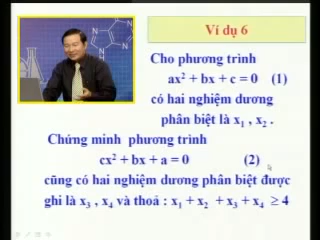 Ví dụ 6
Cho phương trình
ax² + bx + c = 0 (1)
có hai nghiệm dương
phân biệt là x₁ , x₂ .
Chứng minh phương trình
cx² + bx + a = 0 (2)
cũng có hai nghiệm dương phân biệt được
ghi là x₃ , x₄ và thoả : x₁ + x₂ + x₃ + x₄ ≥ 4